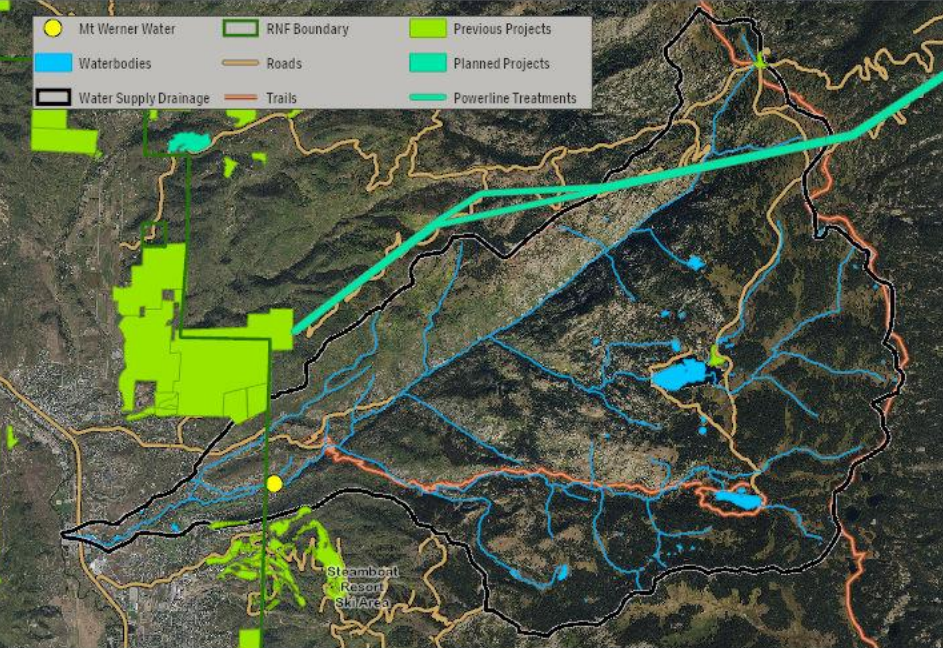 Mt Werner Water
RNF Boundary
Previous Projects
Waterbodies
Roads
Planned Projects
Water Supply Drainage
Trails
Powerline Treatments
Steamboat
Resort
Ski Area